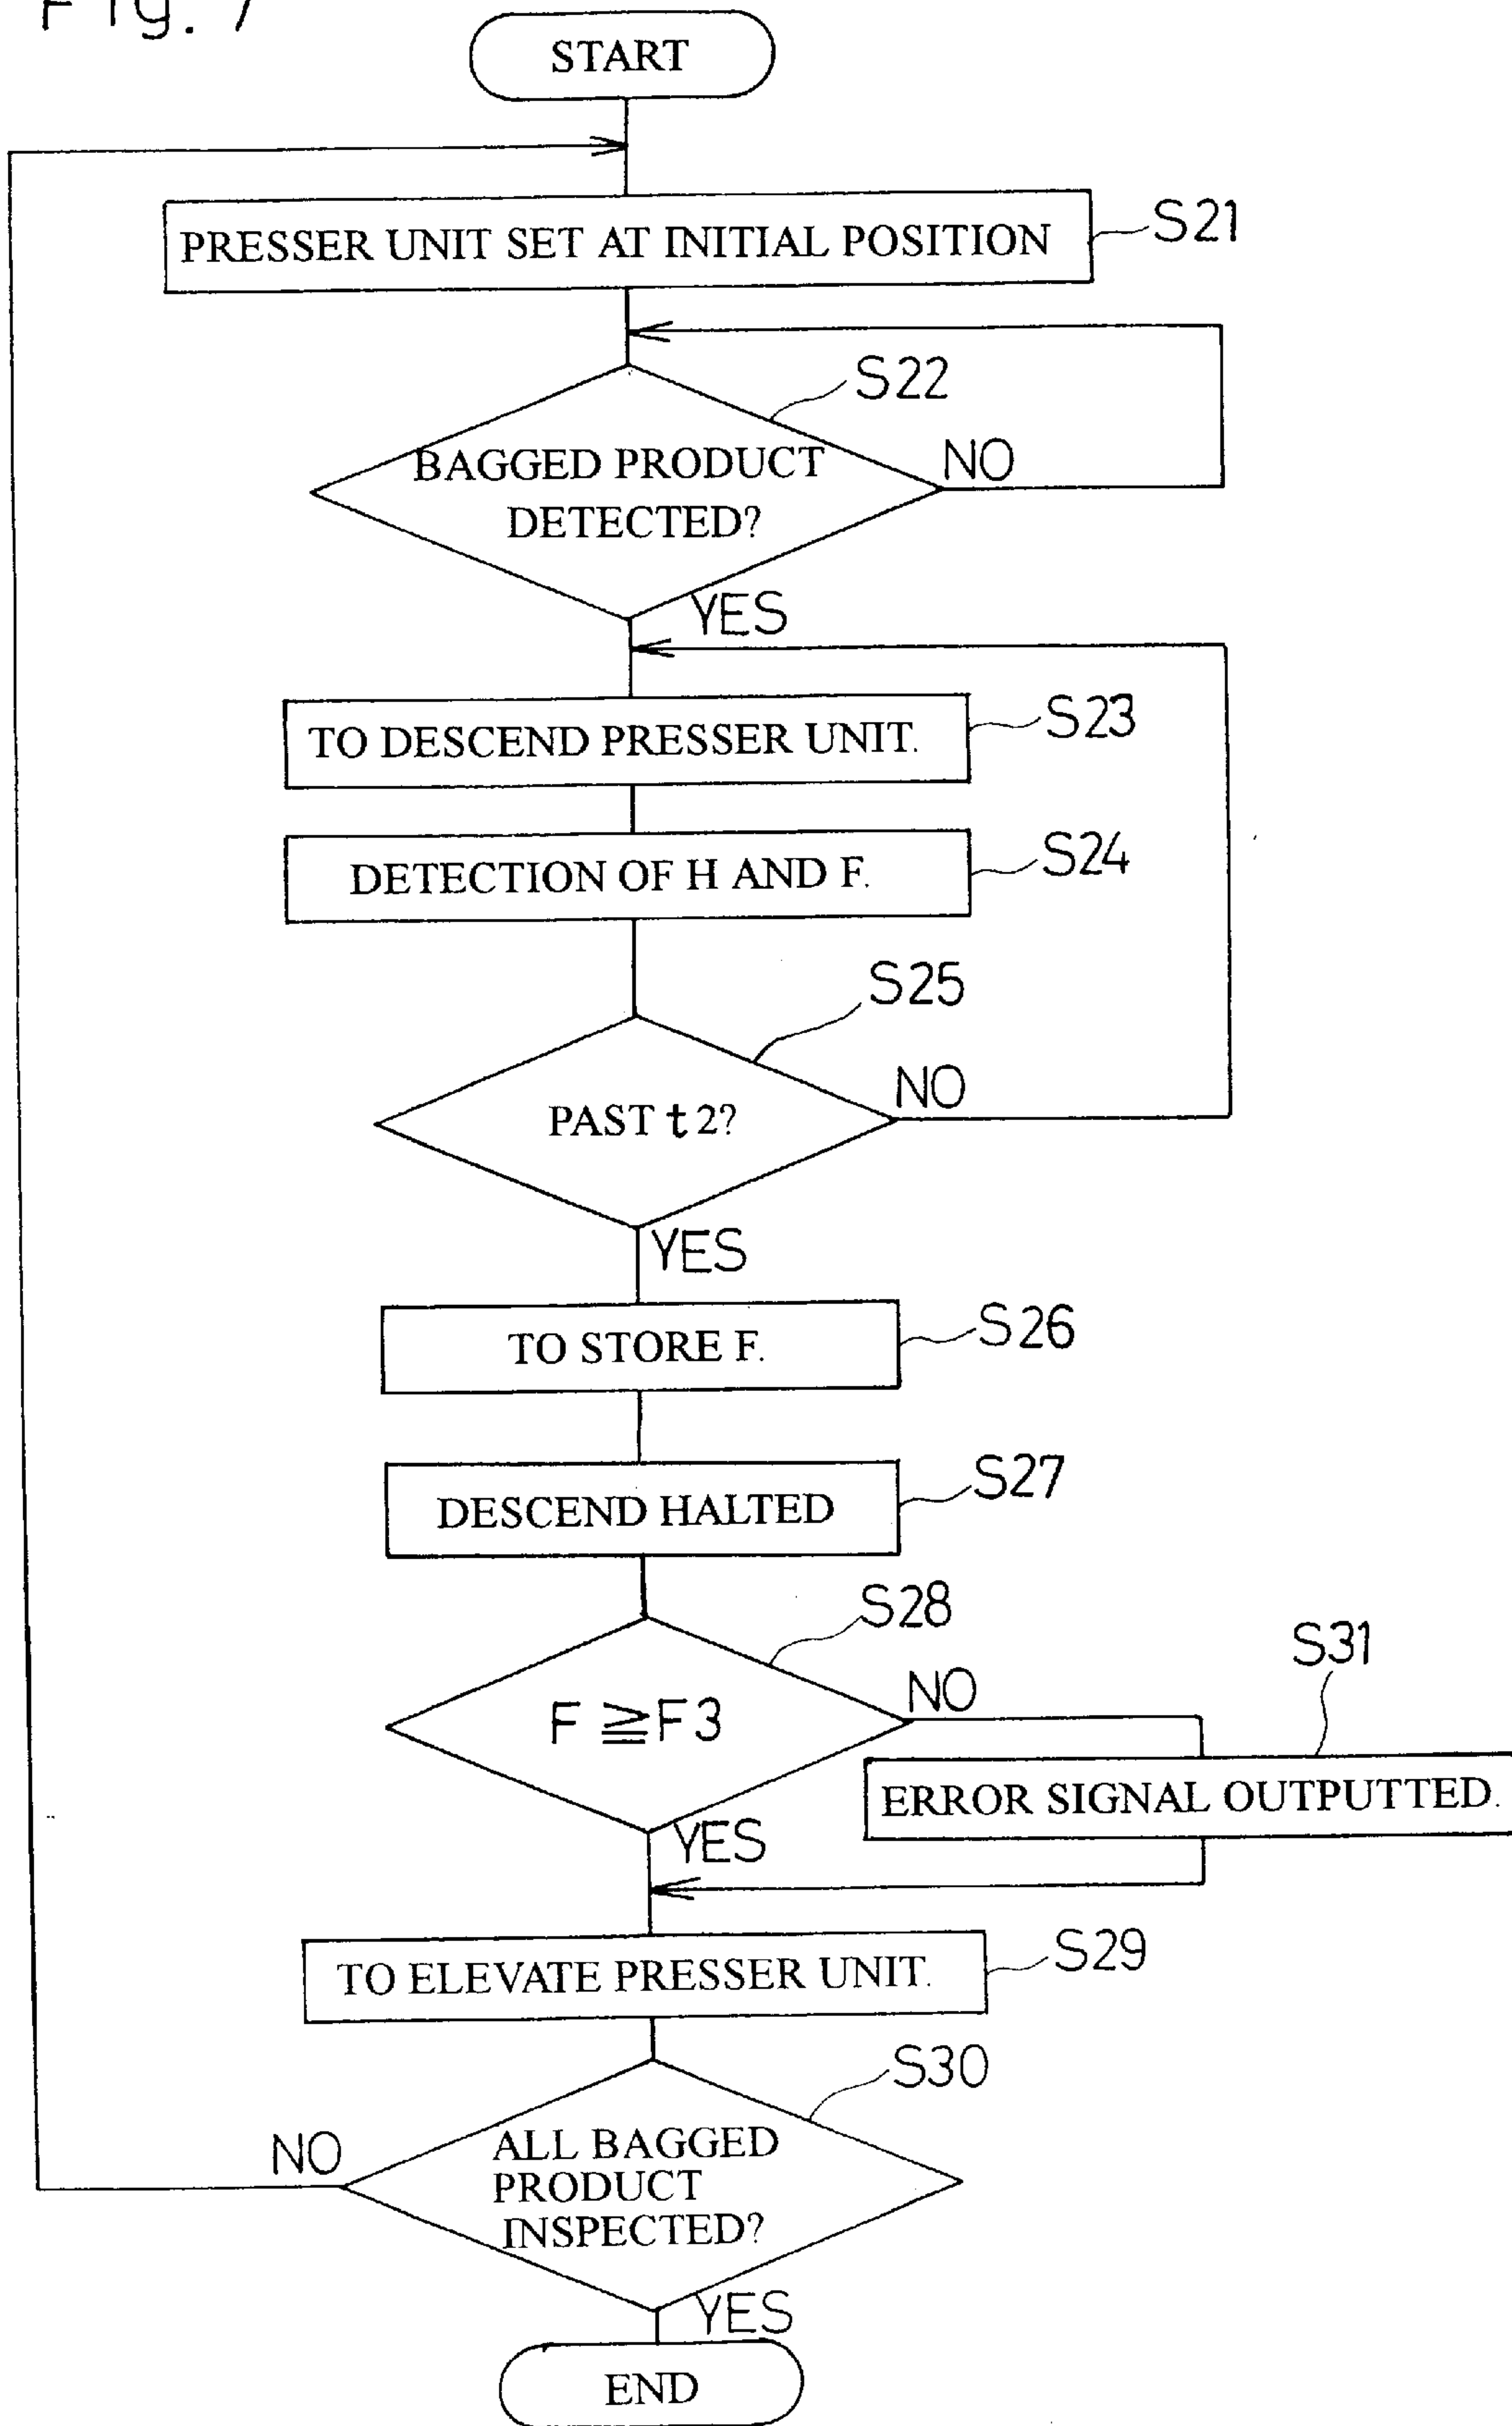 Fig. 7
START
PRESSER UNIT SET AT INITIAL POSITION
S21
S22
BAGGED PRODUCT
DETECTED?
NO
YES
TO DESCEND PRESSER UNIT.
S23
DETECTION OF H AND F.
S24
S25
PAST t2?
NO
YES
TO STORE F.
S26
DESCEND HALTED
S27
S28
F ≧ F3
NO
S31
ERROR SIGNAL OUTPUTTED.
YES
TO ELEVATE PRESSER UNIT.
S29
S30
ALL BAGGED
PRODUCT
INSPECTED?
NO
YES
END